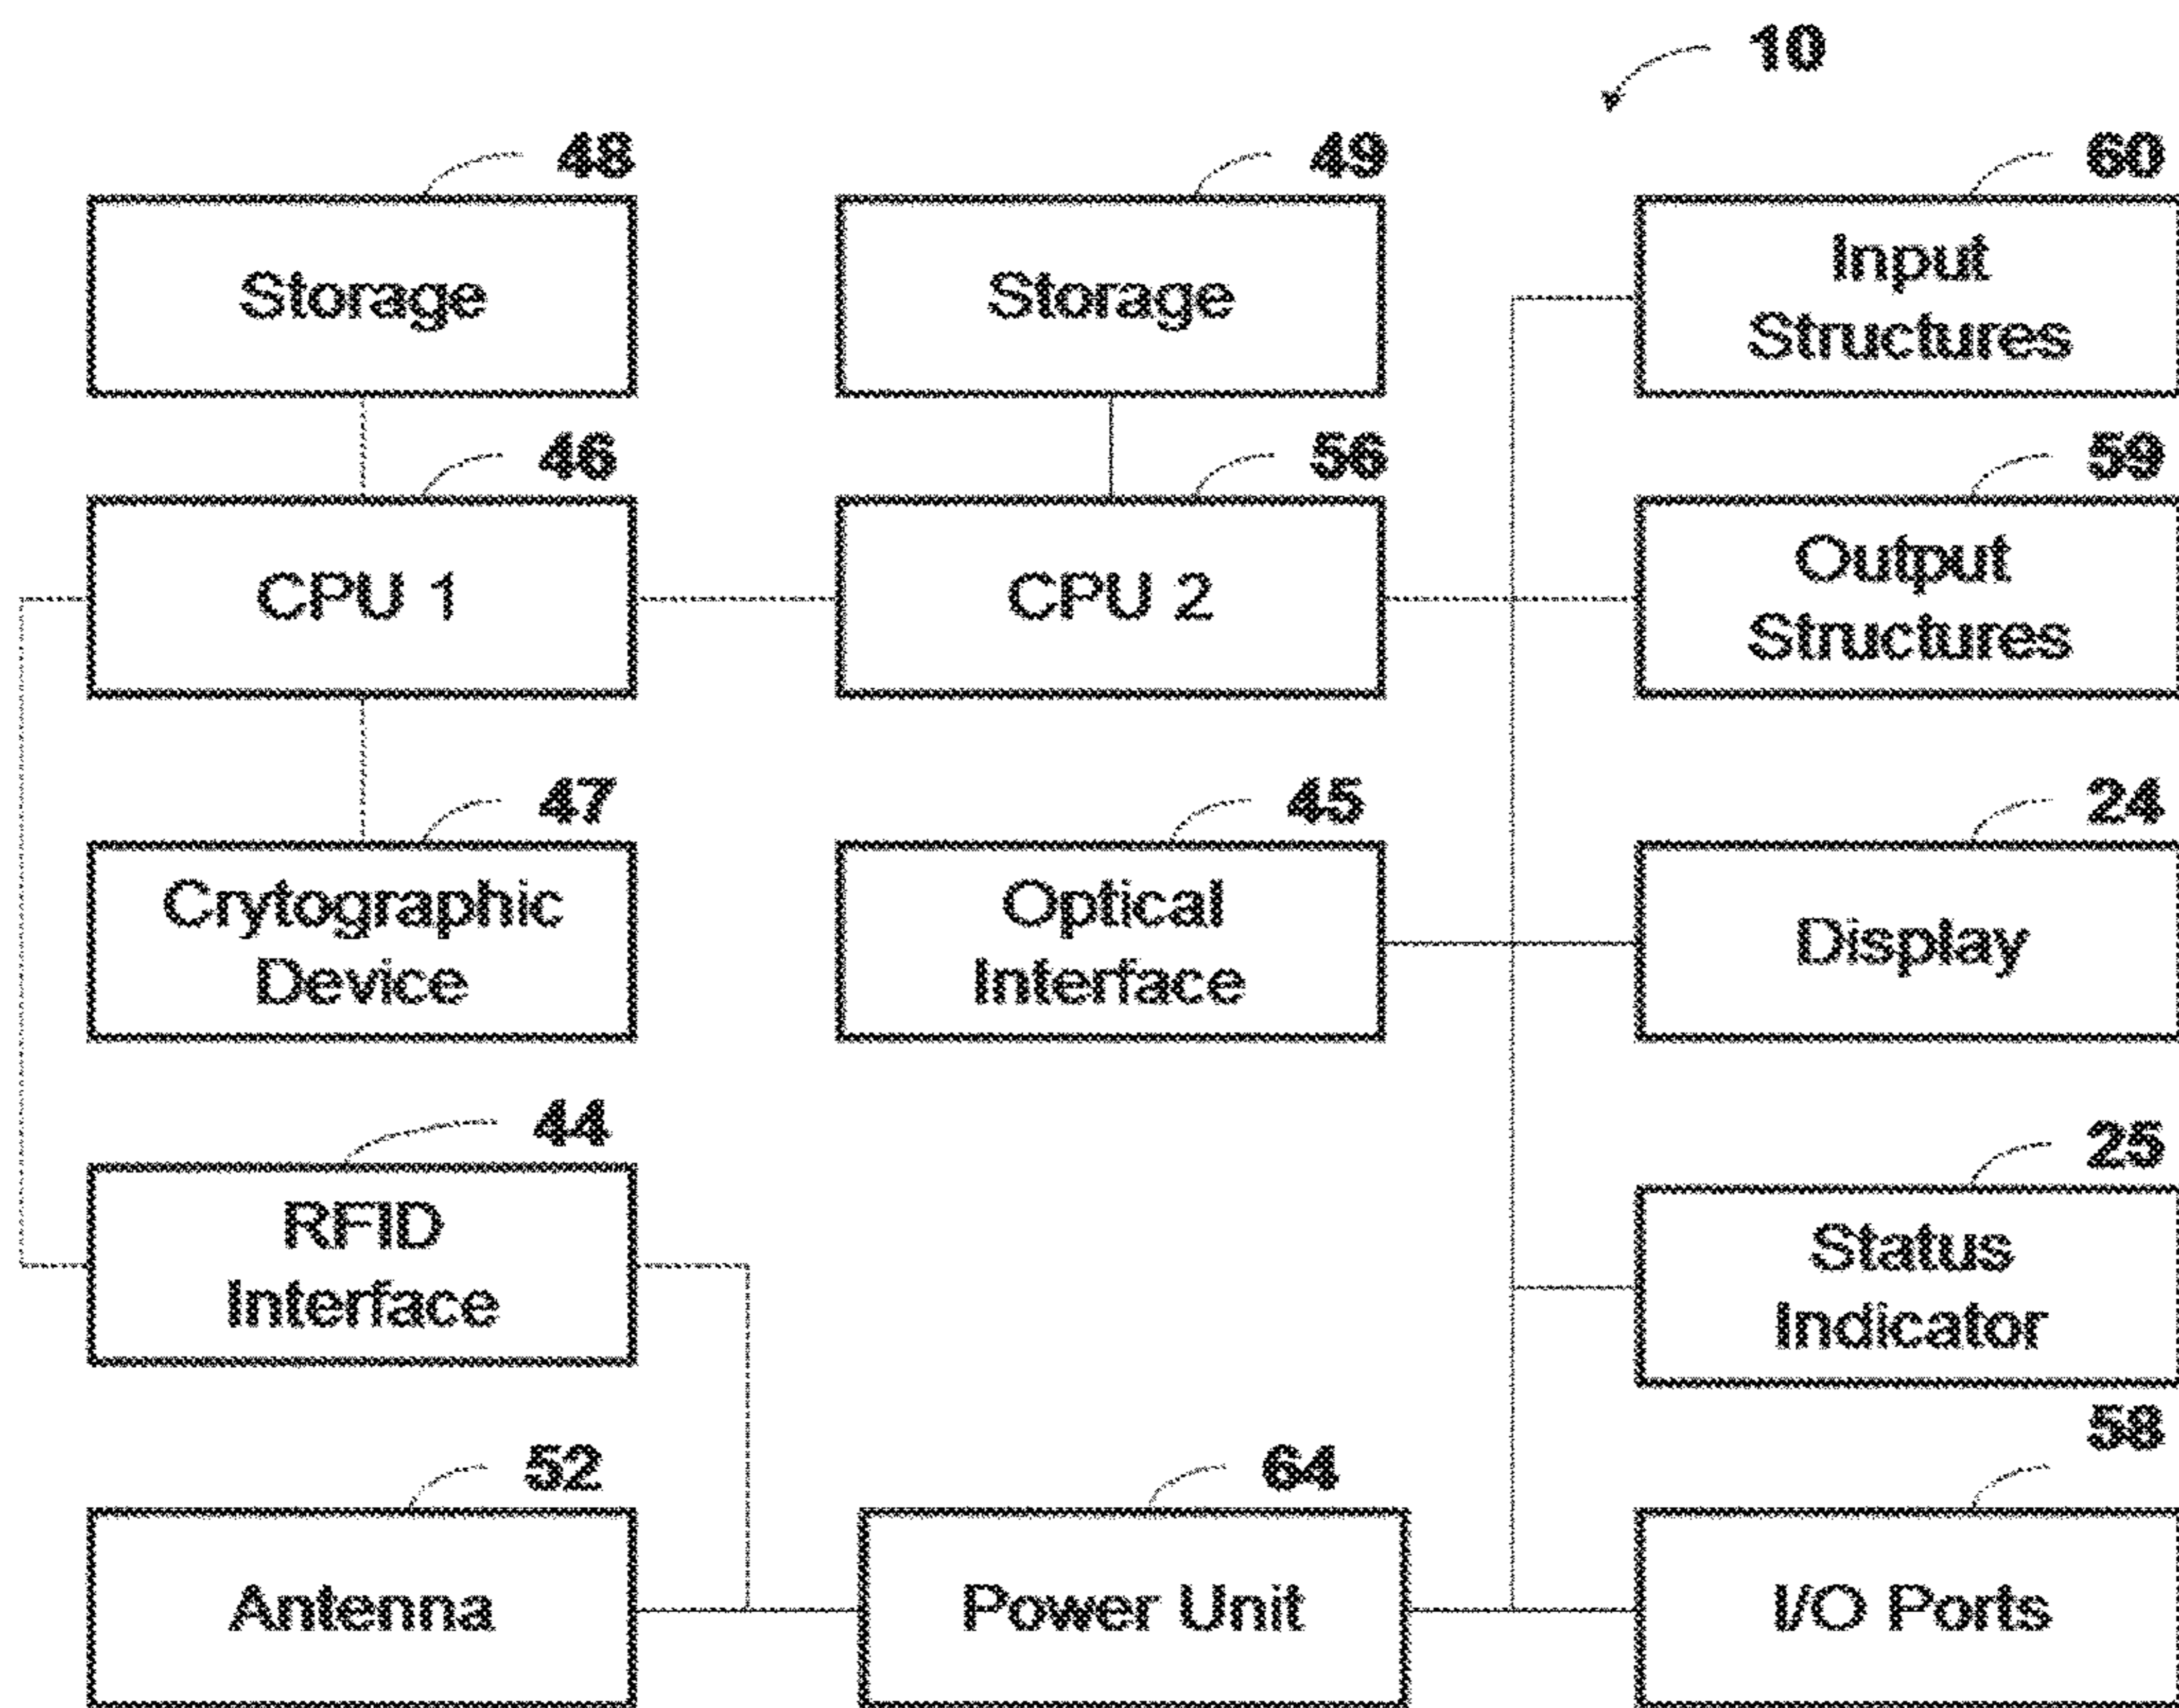 10
48
49
60
Storage
Storage
Input
Structures
46
56
59
CPU 1
CPU 2
Output
Structures
47
45
24
Crytographic
Device
Optical
Interface
Display
44
25
RFID
Interface
Status
Indicator
52
64
58
Antenna
Power Unit
I/O Ports